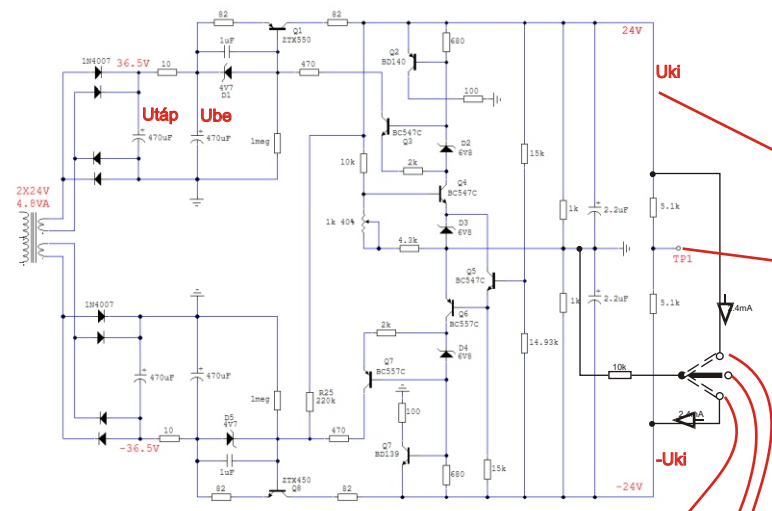 82
82
Q1
ZTX550
24V
1uF
Q2
BD140
680
1N4007
36.5V
10
4V7
D1
470
Uki
100
Utáp
Ube
470uF
470uF
BC547C
Q3
D2
6V8
1meg
10k
2k
15k
Q4
BC547C
2X24V
4.8VA
1k 40%
D3
6V8
1k
2.2uF
5.1k
4.3k
TP1
Q5
BC547C
1N4007
1k
2.2uF
5.1k
2.4mA
Q6
BC557C
2k
D4
6V8
14.93k
10k
470uF
470uF
Q7
BC557C
1meg
R25
220k
100
2.4mA
-36.5V
10
D5
4V7
470
Q7
BD139
-Uki
1uF
680
15k
ZTX450
Q8
82
82
-24V